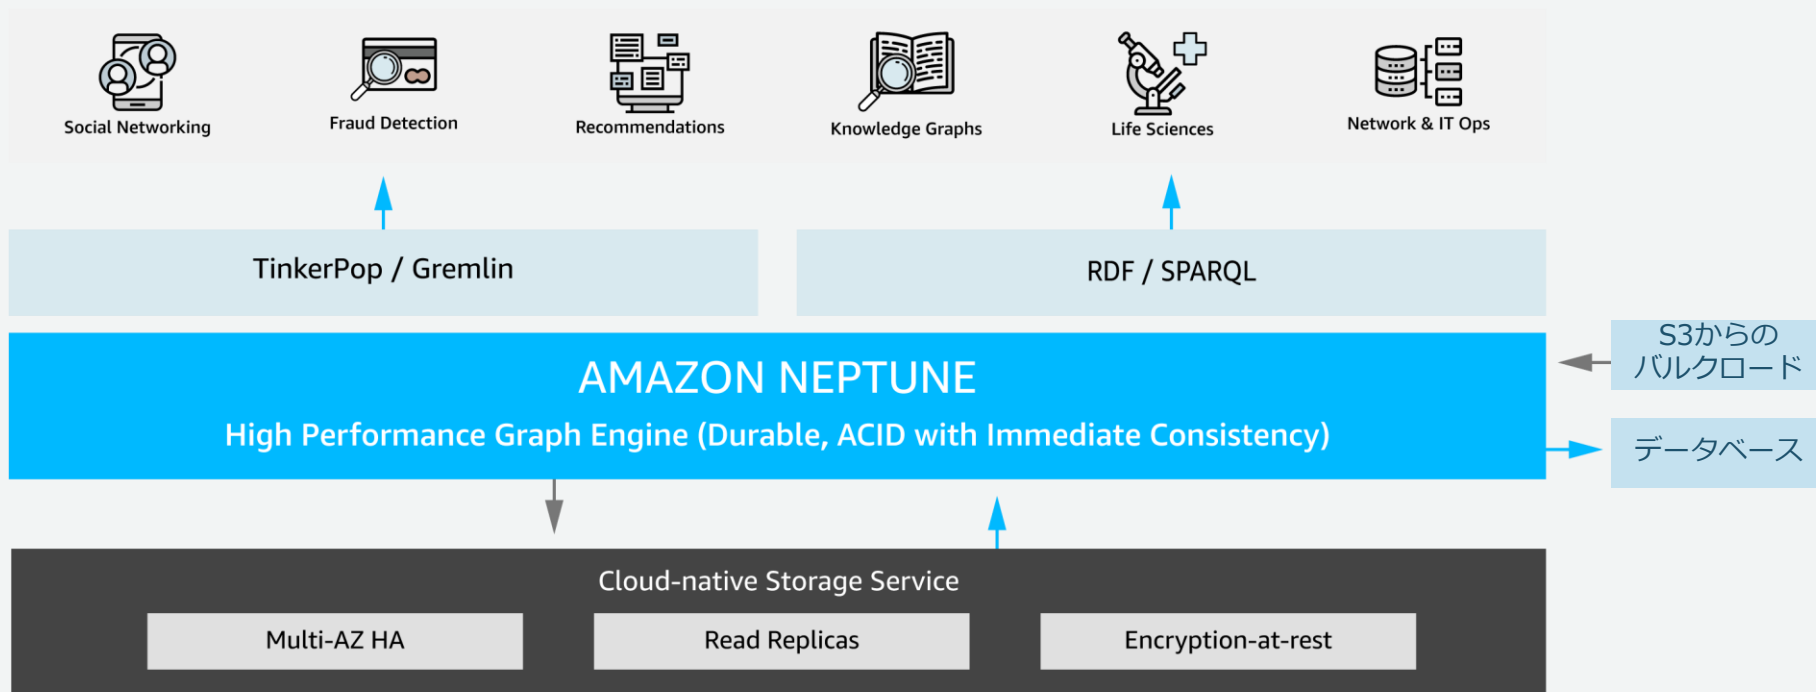 Social Networking
Fraud Detection
Recommendations
Knowledge Graphs
Life Sciences
Network & IT Ops
TinkerPop / Gremlin
RDF / SPARQL
AMAZON NEPTUNE
High Performance Graph Engine (Durable, ACID with Immediate Consistency)
S3からの
バルクロード
データベース
Cloud-native Storage Service
Multi-AZ HA
Read Replicas
Encryption-at-rest